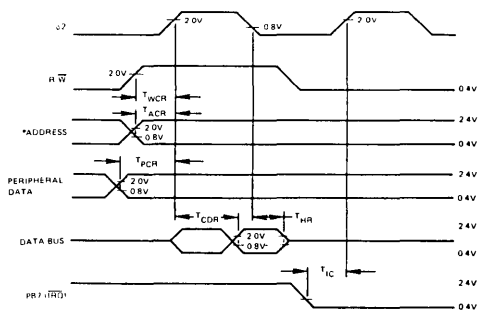 φ2
2.0V
0.8V
2.0V
R/W
2.0V
0.4V
TWCR
TACR
2.4V
*ADDRESS
2.0V
0.8V
0.4V
TPCR
2.4V
PERIPHERAL
DATA
2.0V
0.8V
0.4V
TCDR
THR
2.4V
DATA BUS
2.0V
0.8V
0.4V
TIC
2.4V
PB7 (IRQ)
0.4V